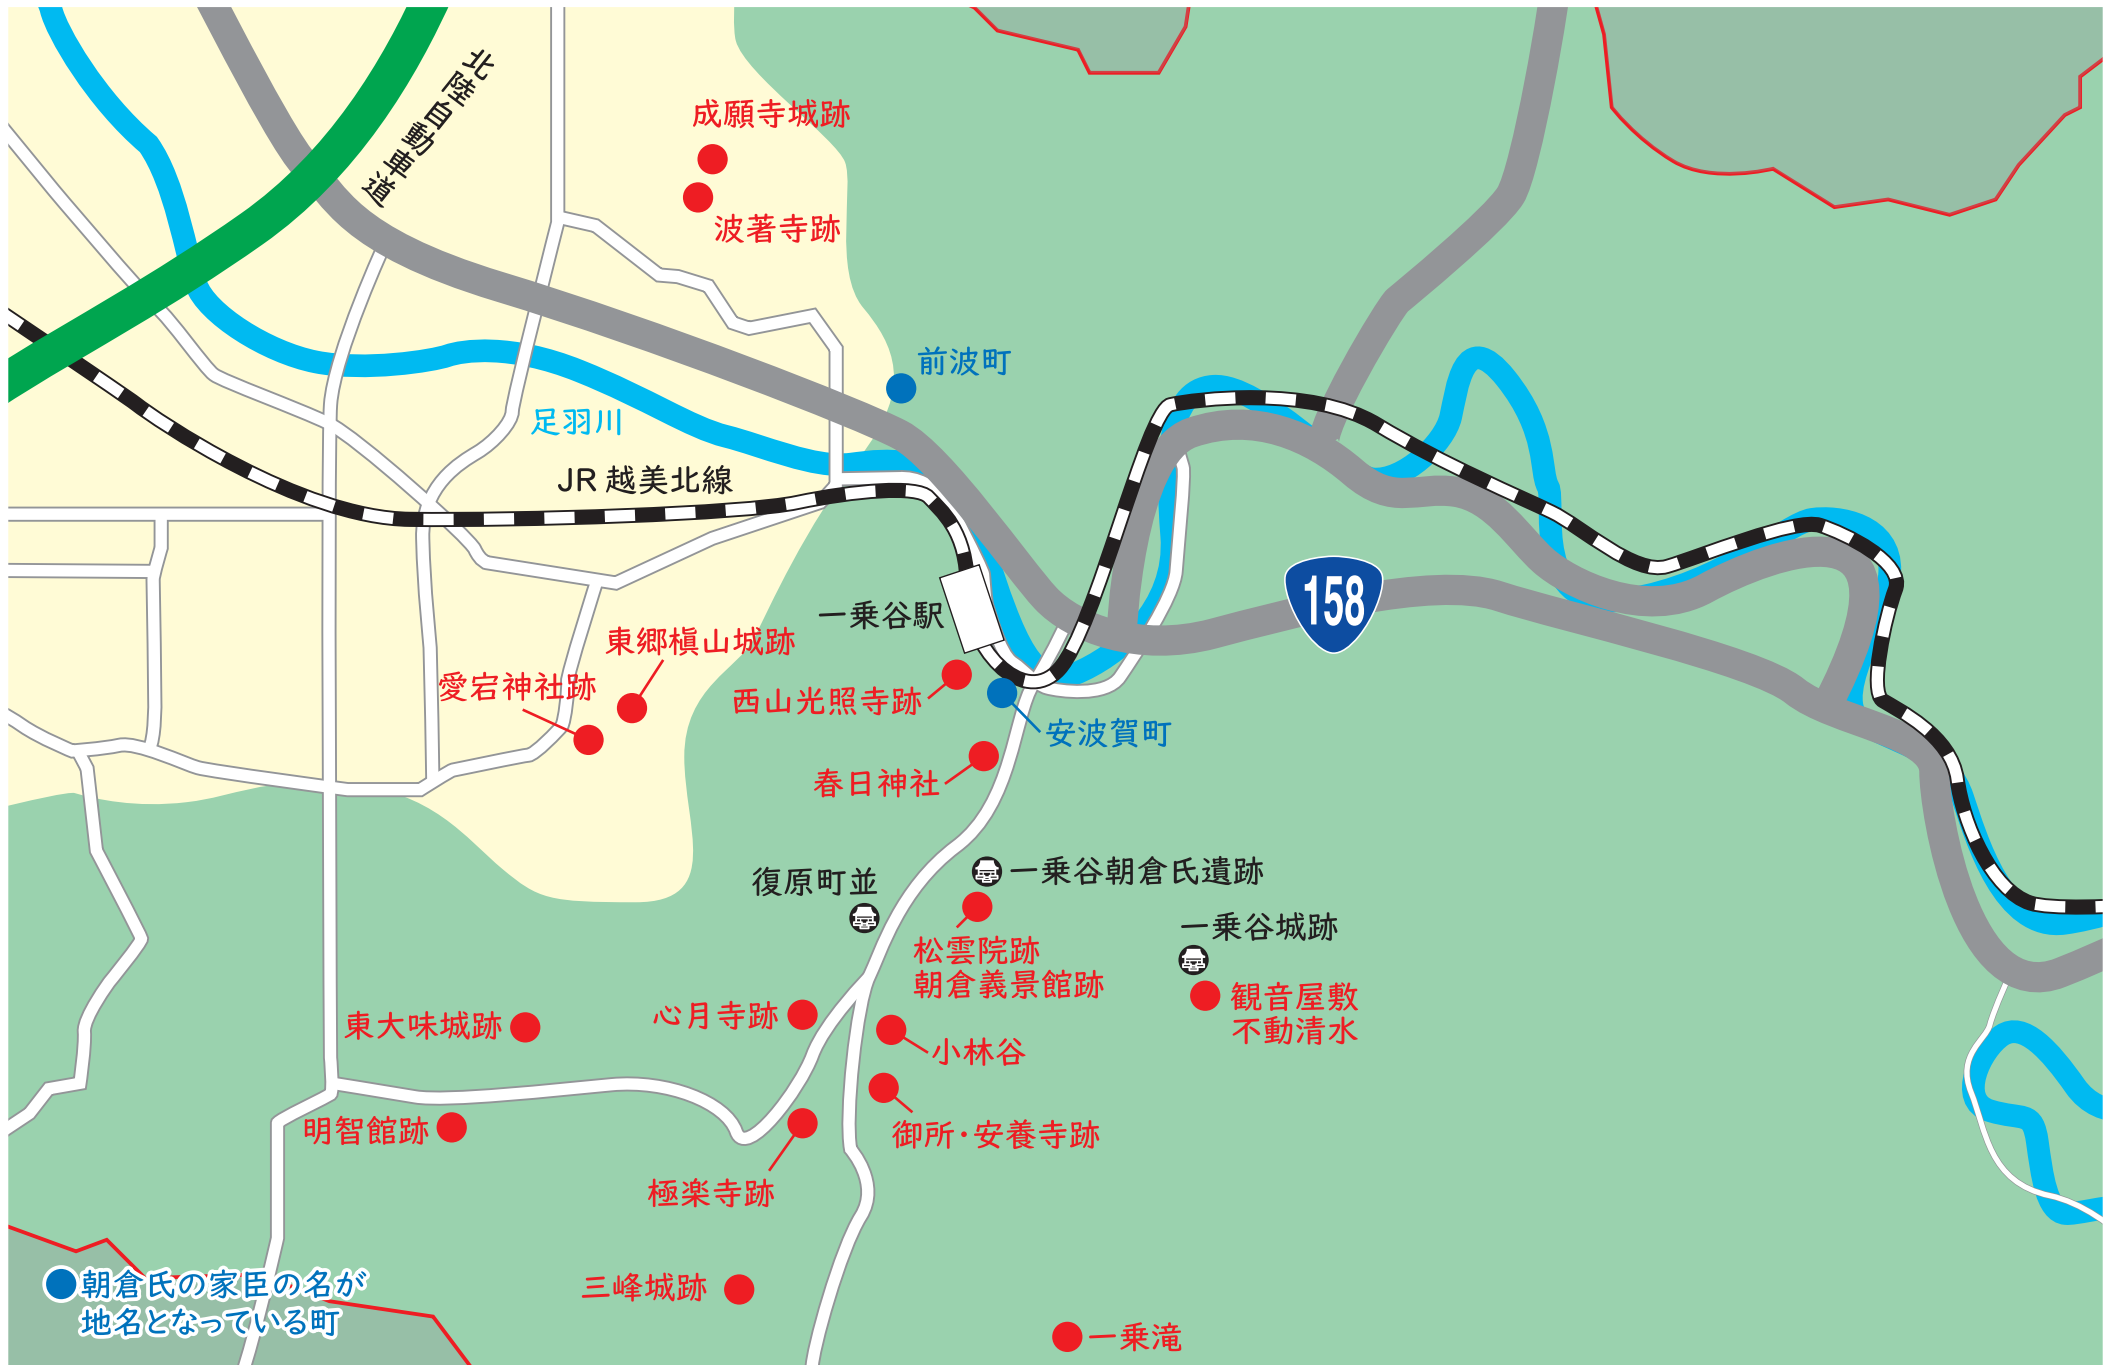 北陸自動車道
成願寺城跡
波著寺跡
前波町
足羽川
JR 越美北線
158
一乗谷駅
東郷槇山城跡
愛宕神社跡
西山光照寺跡
安波賀町
春日神社
復原町並
一乗谷朝倉氏遺跡
一乗谷城跡
松雲院跡
朝倉義景館跡
観音屋敷
不動清水
東大味城跡
心月寺跡
小林谷
明智館跡
御所・安養寺跡
極楽寺跡
三峰城跡
一乗滝
朝倉氏の家臣の名が
地名となっている町